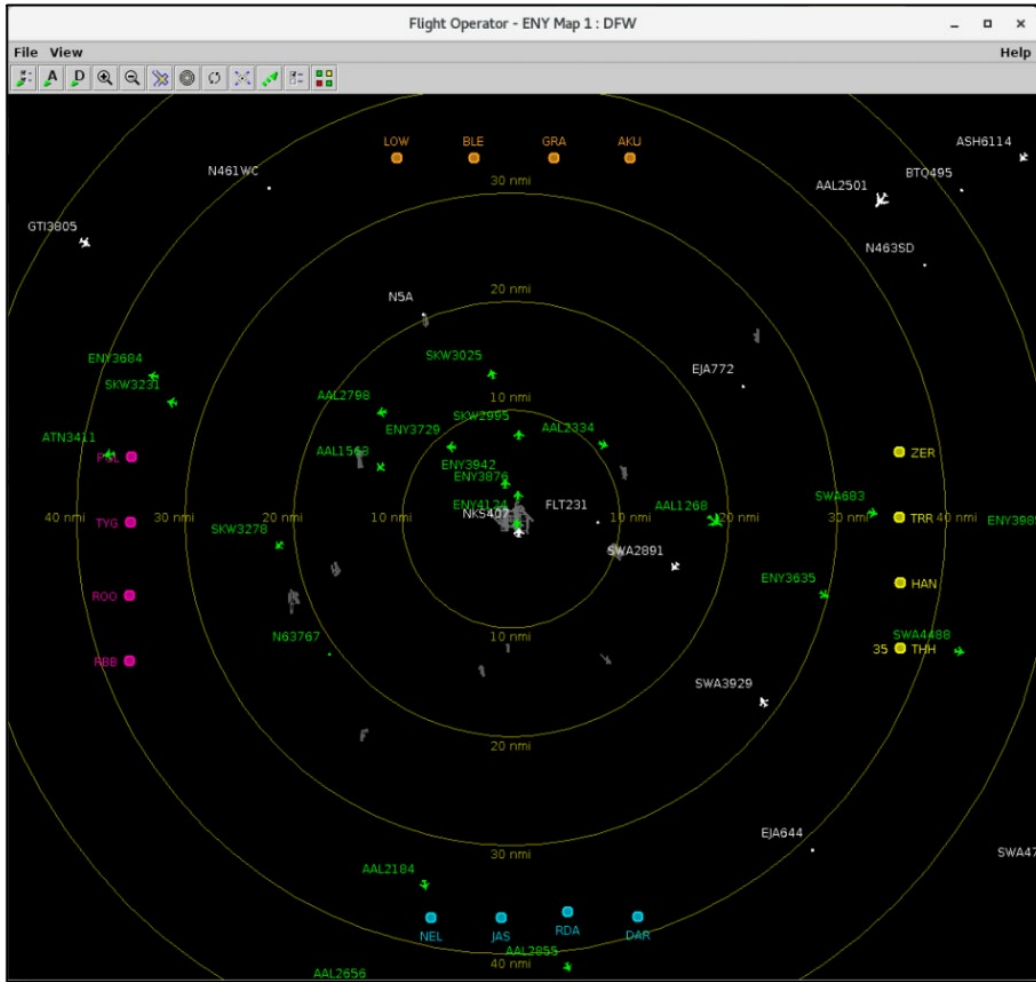 Flight Operator - ENY Map 1 : DFW
File View Help
A D
LOW BLE GRA AKU
ASH6114
N461WC
BTQ495
30 nmi
AAL2501
GTI3805
N463SD
20 nmi
N5A
ENY3684
SKW3025
EJA772
SKW3231
AAL2798
10 nmi
SKW2995
ENY3729
AAL2334
ATN3411
AAL1563
ZER
ENY3942
ENY3876
SWA683
ENY4124
FLT231
AAL1268
NKS407
40 nmi TYG 30 nmi 20 nmi 10 nmi 10 nmi 20 nmi 30 nmi TRR 40 nmi
SKW3278
SWA2891
ENY3635
HAN
ROO
N63767
10 nmi
SWA4488
35 THH
RBB
SWA3929
20 nmi
EJA644
30 nmi
SWA47
AAL2184
NEL JAS RDA DAR
AAL2855
40 nmi
AAL2656